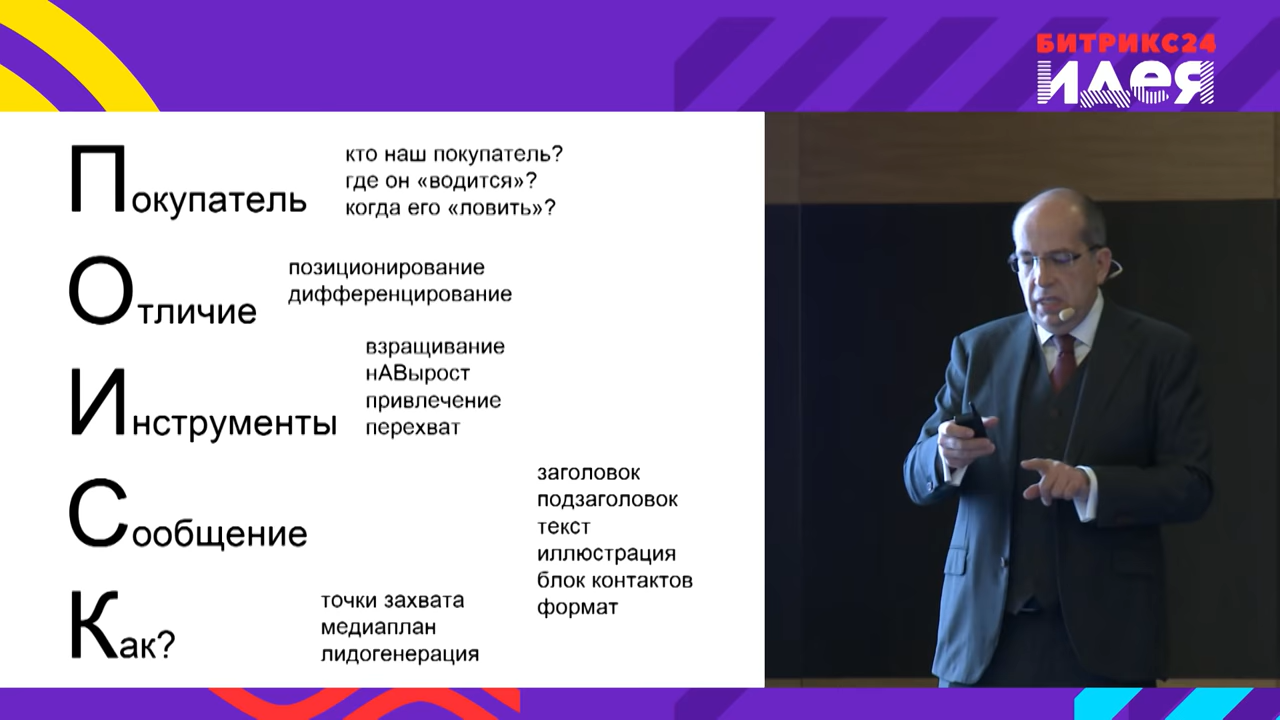 БИТРИКС24
идея
Покупатель
кто наш покупатель?
где он «водится»?
когда его «ловить»?
Отличие
позиционирование
дифференцирование
Инструменты
взращивание
нАВырост
привлечение
перехват
Сообщение
заголовок
подзаголовок
текст
иллюстрация
блок контактов
формат
Как?
точки захвата
медиаплан
лидогенерация